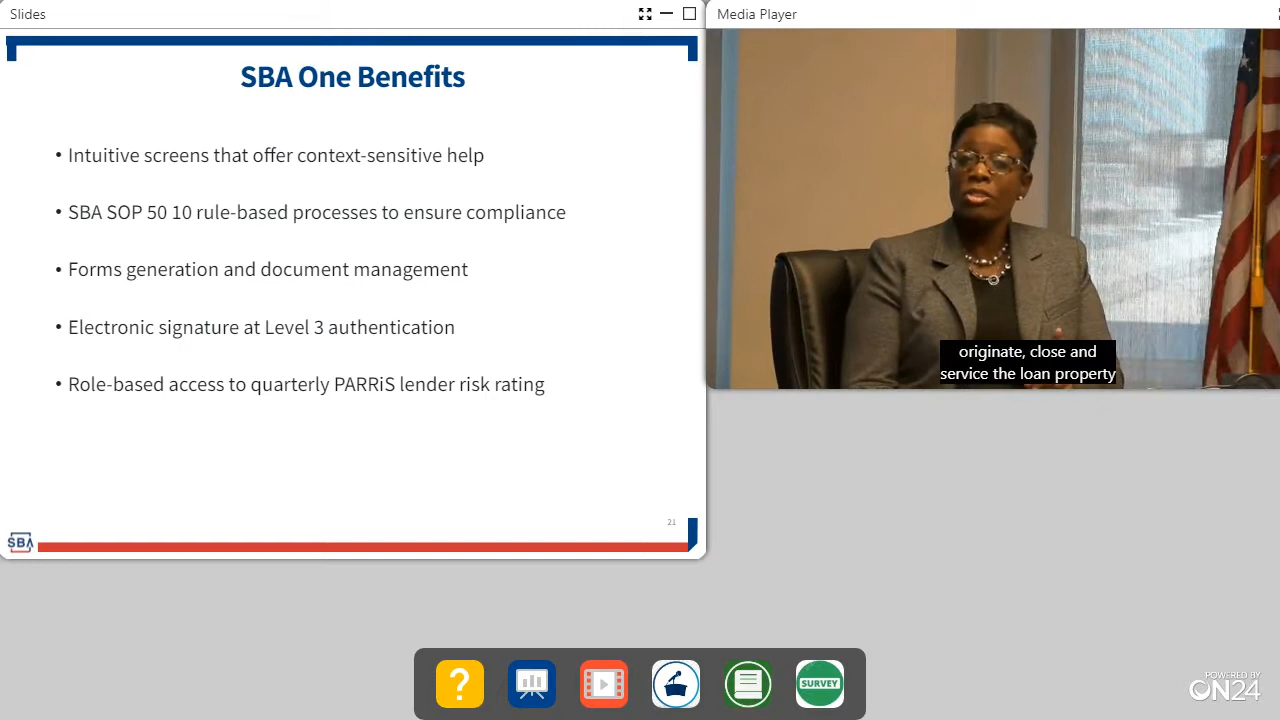 Slides
SBA One Benefits
• Intuitive screens that offer context-sensitive help
• SBA SOP 50 10 rule-based processes to ensure compliance
• Forms generation and document management
• Electronic signature at Level 3 authentication
• Role-based access to quarterly PARRiS lender risk rating
21
SBA
Media Player
originate, close and
service the loan property
?
SURVEY
POWERED BY
ON24